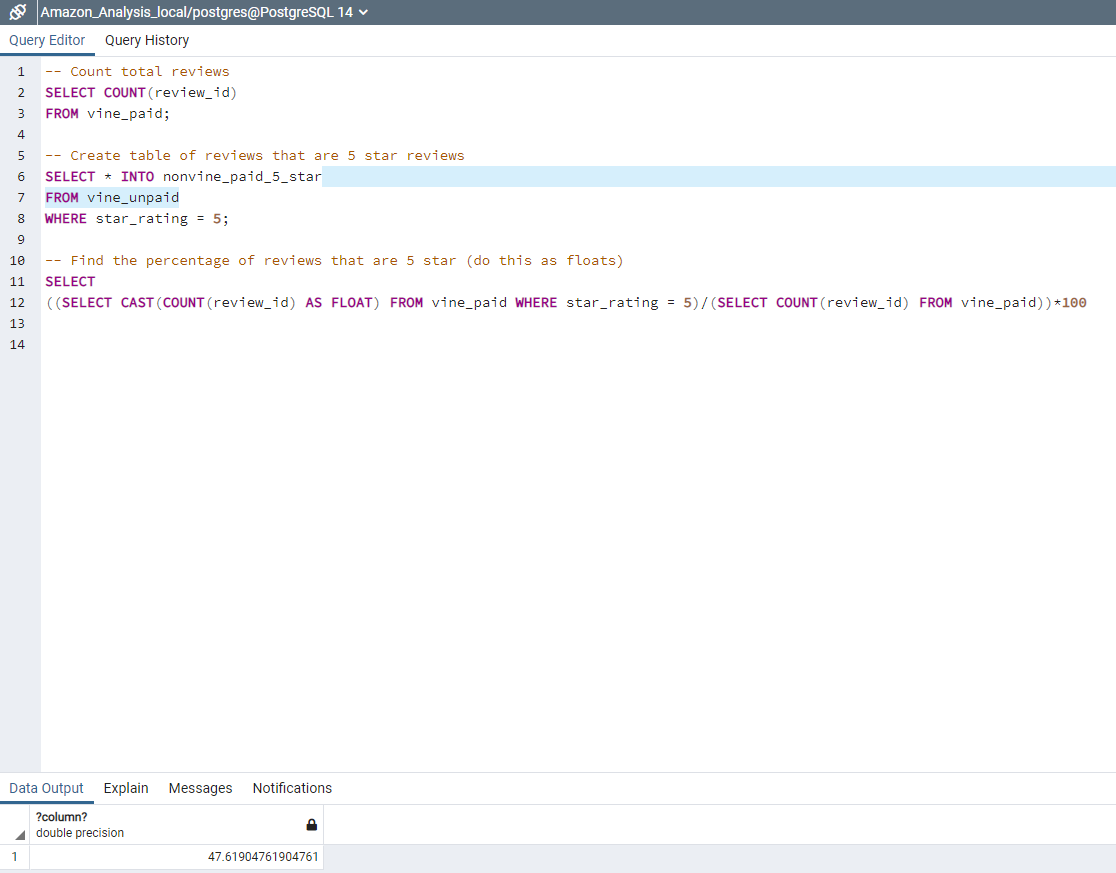 Amazon_Analysis_local/postgres@PostgreSQL 14
Query Editor Query History
1 -- Count total reviews
2 SELECT COUNT(review_id)
3 FROM vine_paid;
4
5 -- Create table of reviews that are 5 star reviews
6 SELECT * INTO nonvine_paid_5_star
7 FROM vine_unpaid
8 WHERE star_rating = 5;
9
10 -- Find the percentage of reviews that are 5 star (do this as floats)
11 SELECT
12 ((SELECT CAST(COUNT(review_id) AS FLOAT) FROM vine_paid WHERE star_rating = 5)/(SELECT COUNT(review_id) FROM vine_paid))*100
13
14
Data Output Explain Messages Notifications
?column?
double precision
1 47.61904761904761